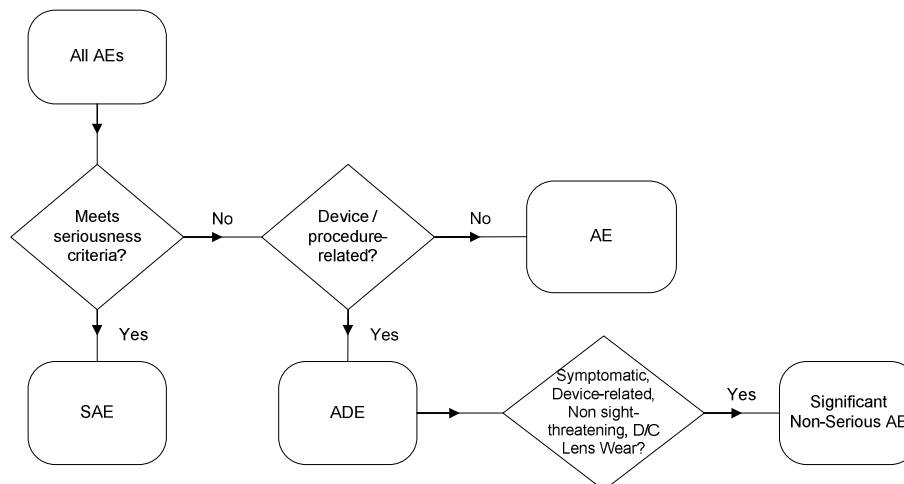 All AEs
Meets
seriousness
criteria?
No
Device /
procedure-
related?
No
AE
Yes
Yes
SAE
ADE
Symptomatic,
Device-related,
Non sight-
threatening, D/C
Lens Wear?
Yes
Significant
Non-Serious AE